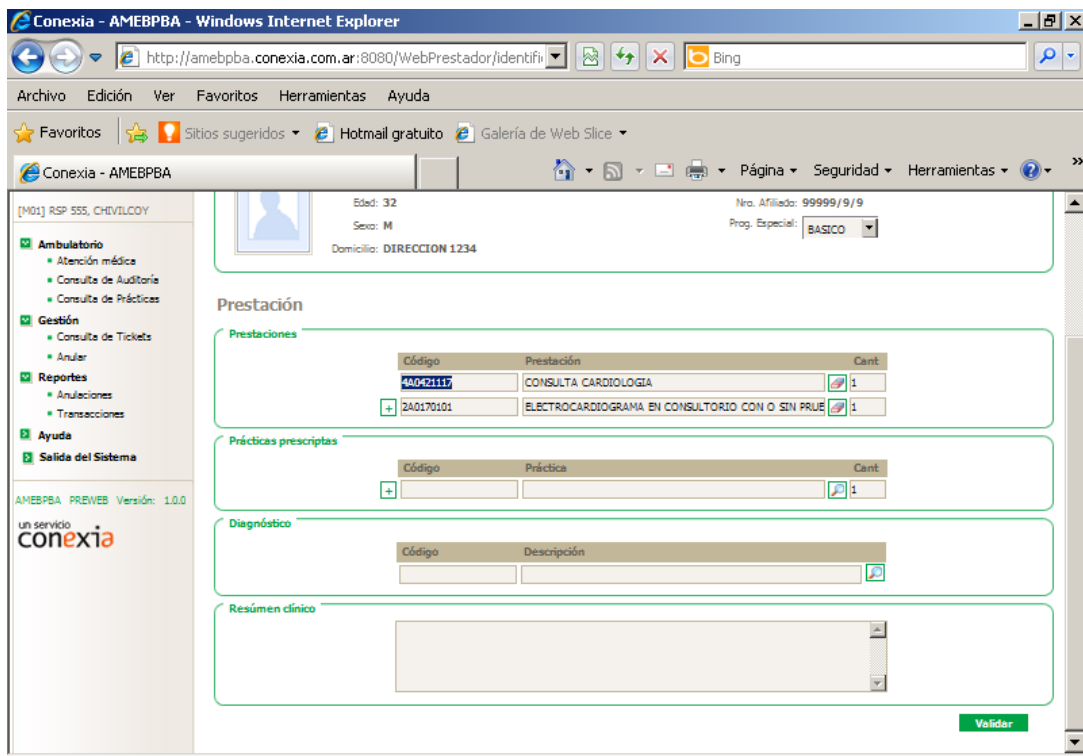 Conexia - AMEBPBA - Windows Internet Explorer
http://amebpba.conexia.com.ar:8080/WebPrestador/identifi
Bing
Archivo Edición Ver Favoritos Herramientas Ayuda
Favoritos Sitios sugeridos Hotmail gratuito Galería de Web Slice
Conexia - AMEBPBA Página Seguridad Herramientas »
[M01] RSP 555, CHIVILCOY
Ambulatorio
Atención médica
Consulta de Auditoría
Consulta de Prácticas
Gestión
Consulta de Tickets
Anular
Reportes
Anulaciones
Transacciones
Ayuda
Salida del Sistema
AMEBPBA PREWEB Versión: 1.0.0
un servicio
conexia
Edad: 32 Nro. Afiliado: 99999/9/9
Sexo: M Prog. Especial: BASICO
Domicilio: DIRECCION 1234
Prestación
Prestaciones
Código Prestación Cant
4A0421117 CONSULTA CARDIOLOGIA 1
+ 2A0170101 ELECTROCARDIOGRAMA EN CONSULTORIO CON O SIN PRUE 1
Prácticas prescriptas
Código Práctica Cant
+ 1
Diagnóstico
Código Descripción
Resúmen clínico
Validar